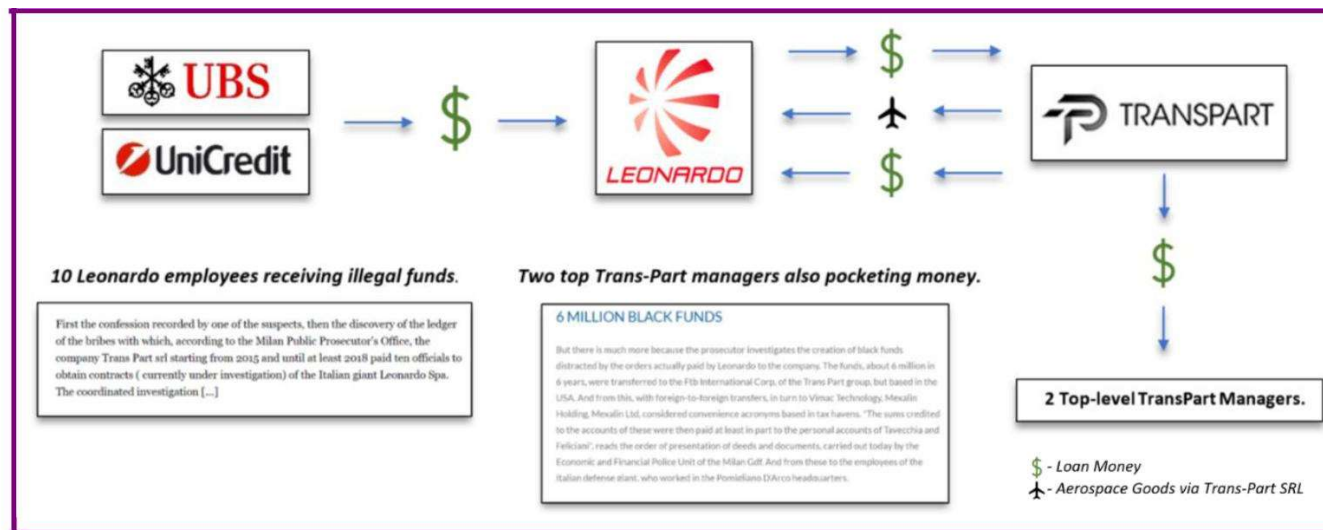 UBS
UniCredit
LEONARDO
TRANSPART
10 Leonardo employees receiving illegal funds.
First the confession recorded by one of the suspects, then the discovery of the ledger
of the bribes with which, according to the Milan Public Prosecutor's Office, the
company Trans Part srl starting from 2015 and until at least 2018 paid ten officials to
obtain contracts ( currently under investigation) of the Italian giant Leonardo Spa.
The coordinated investigation [...]
Two top Trans-Part managers also pocketing money.
6 MILLION BLACK FUNDS
But there is much more because the prosecutor investigates the creation of black funds
distracted by the orders actually paid by Leonardo to the company. The funds, about 6 million in
6 years, were transferred to the Ftb International Corp, of the Trans Part group, but based in the
USA. And from this, with foreign-to-foreign transfers, in turn to Vimac Technology, Mexalin
Holding, Mexalin Ltd, considered convenience acronyms based in tax havens. "The sums credited
to the accounts of these were then paid at least in part to the personal accounts of Tavecchia and
Feliciani", reads the order of presentation of deeds and documents, carried out today by the
Economic and Financial Police Unit of the Milan Gdf. And from these to the employees of the
Italian defense giant, who worked in the Pomigliano D'Arco headquarters.
2 Top-level TransPart Managers.
$ - Loan Money
- Aerospace Goods via Trans-Part SRL